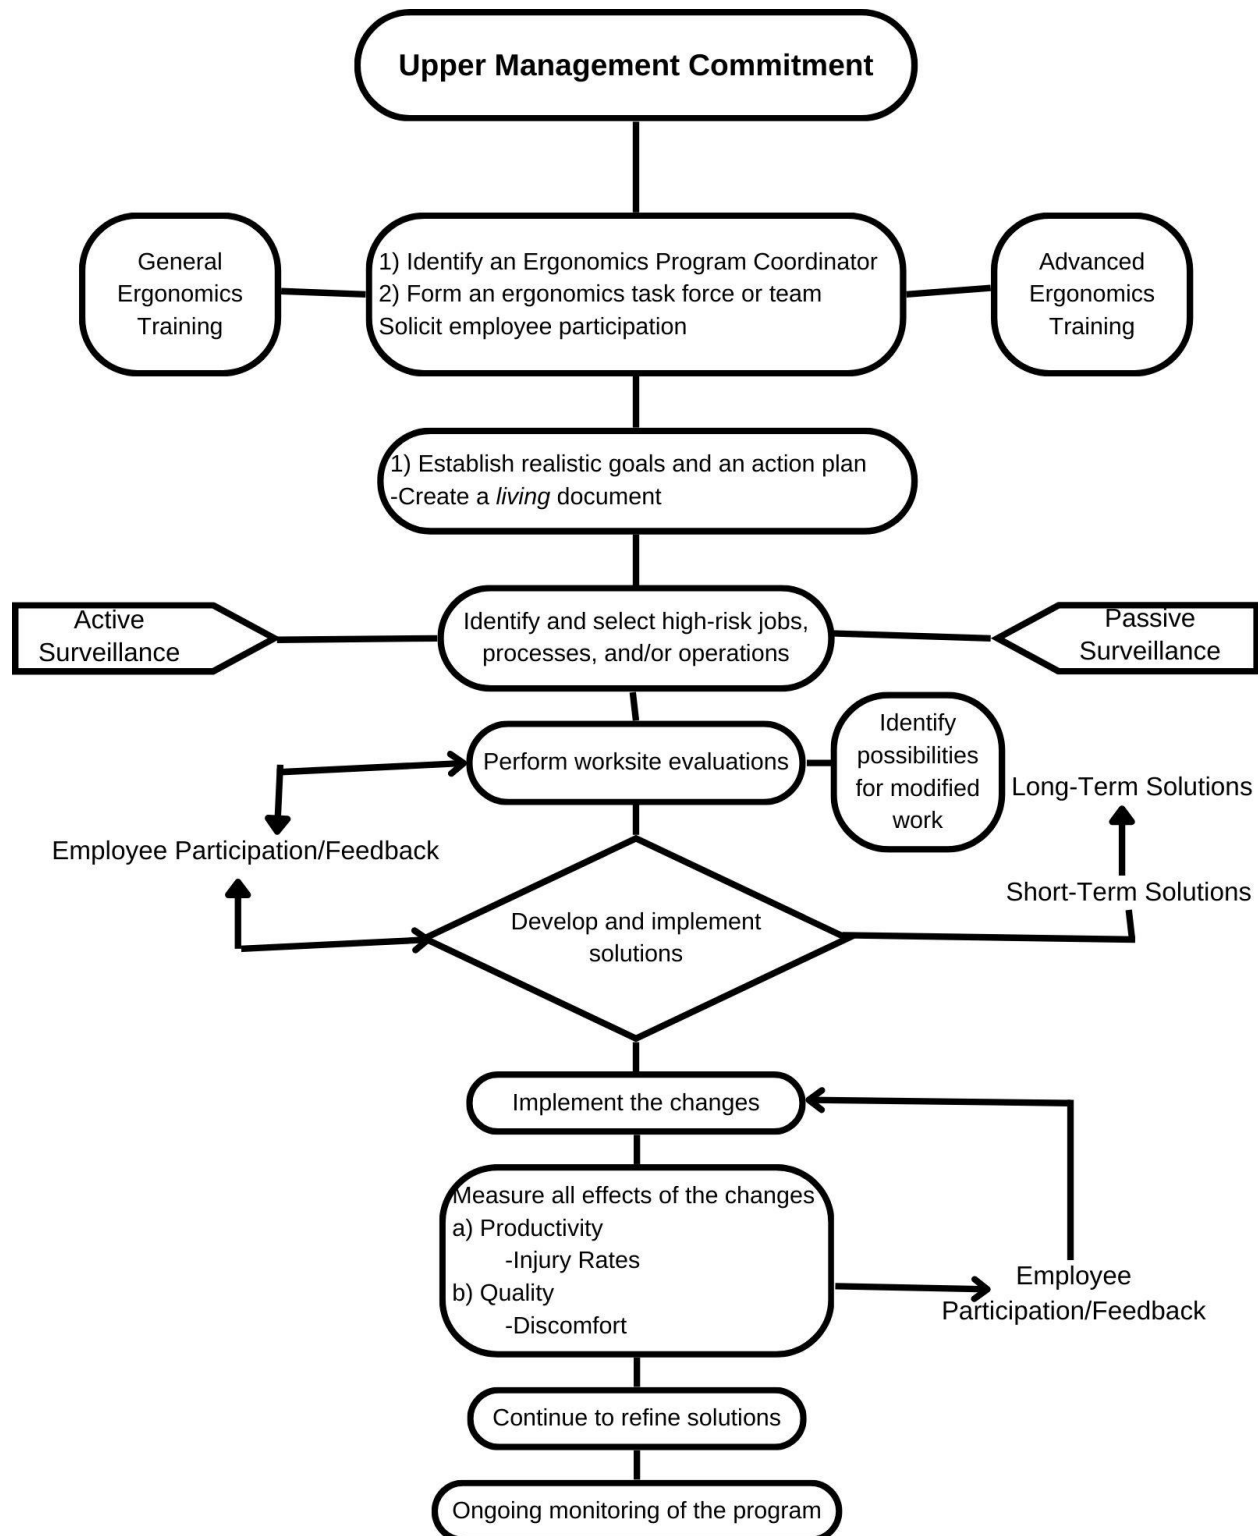 Upper Management Commitment
General
Ergonomics
Training
1) Identify an Ergonomics Program Coordinator
2) Form an ergonomics task force or team
Solicit employee participation
Advanced
Ergonomics
Training
1) Establish realistic goals and an action plan
-Create a living document
Active
Surveillance
Identify and select high-risk jobs,
processes, and/or operations
Passive
Surveillance
Perform worksite evaluations
Identify
possibilities
for modified
work
Long-Term Solutions
Employee Participation/Feedback
Short-Term Solutions
Develop and implement
solutions
Implement the changes
Measure all effects of the changes
a) Productivity
-Injury Rates
b) Quality
-Discomfort
Employee
Participation/Feedback
Continue to refine solutions
Ongoing monitoring of the program